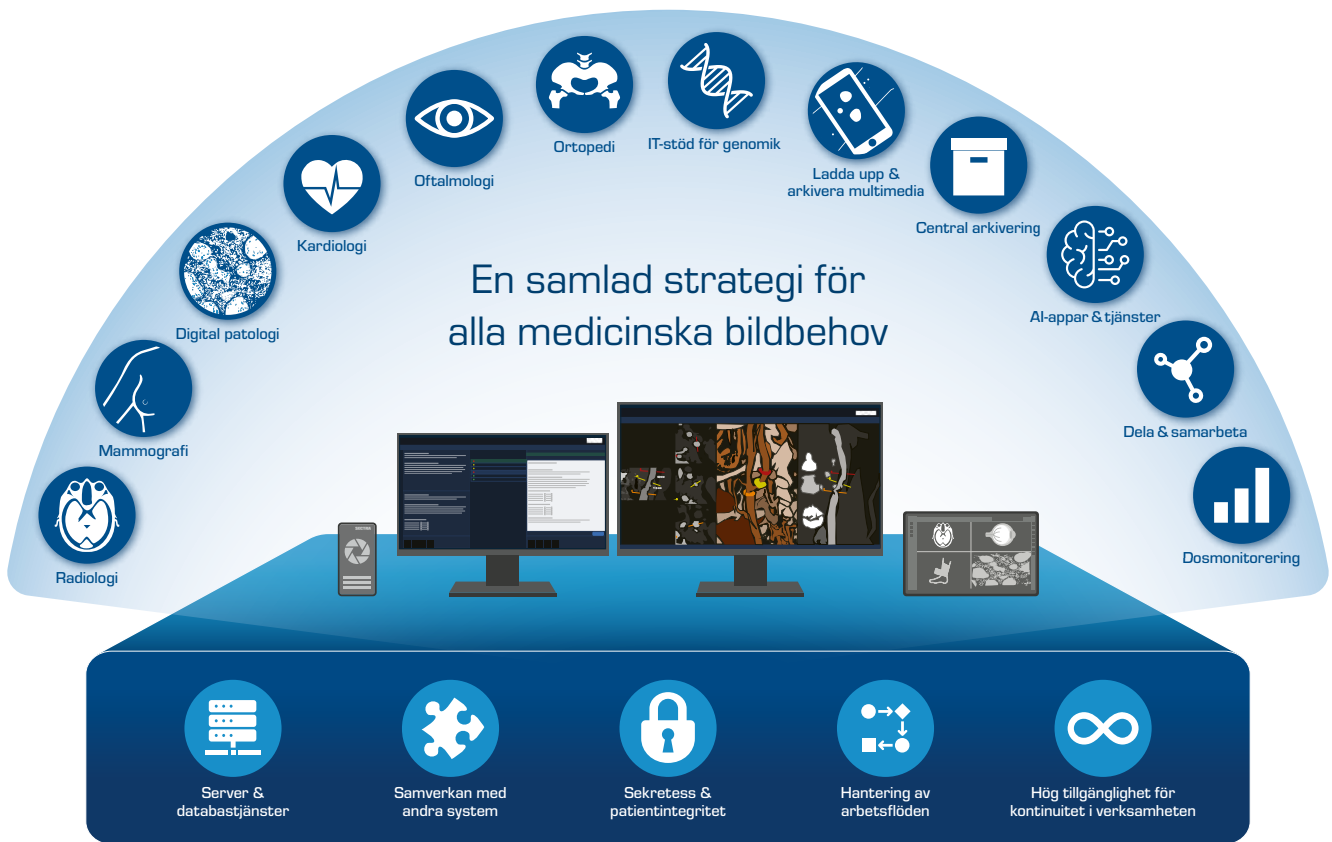 Ortopedi
IT-stöd för genomik
Oftalmologi
Ladda upp &
arkivera multimedia
Kardiologi
Central arkivering
Digital patologi
AI-appar & tjänster
Mammografi
Dela & samarbeta
Radiologi
Dosmonitorering
En samlad strategi för
alla medicinska bildbehov
Server &
databastjänster
Samverkan med
andra system
Sekretess &
patientintegritet
Hantering av
arbetsflöden
Hög tillgänglighet för
kontinuitet i verksamheten